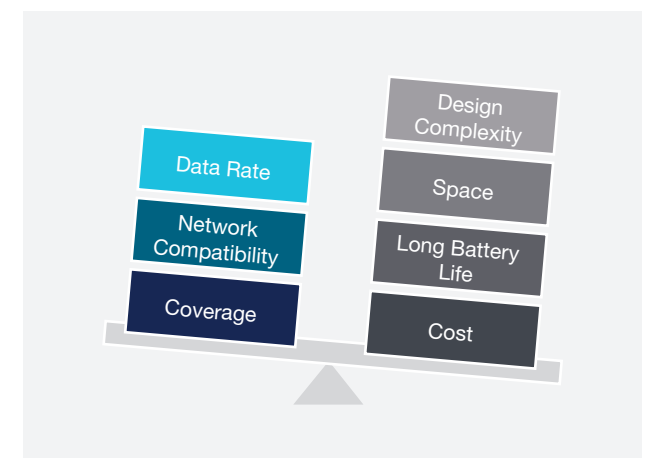 Data Rate
Network
Compatibility
Coverage
Design
Complexity
Space
Long Battery
Life
Cost